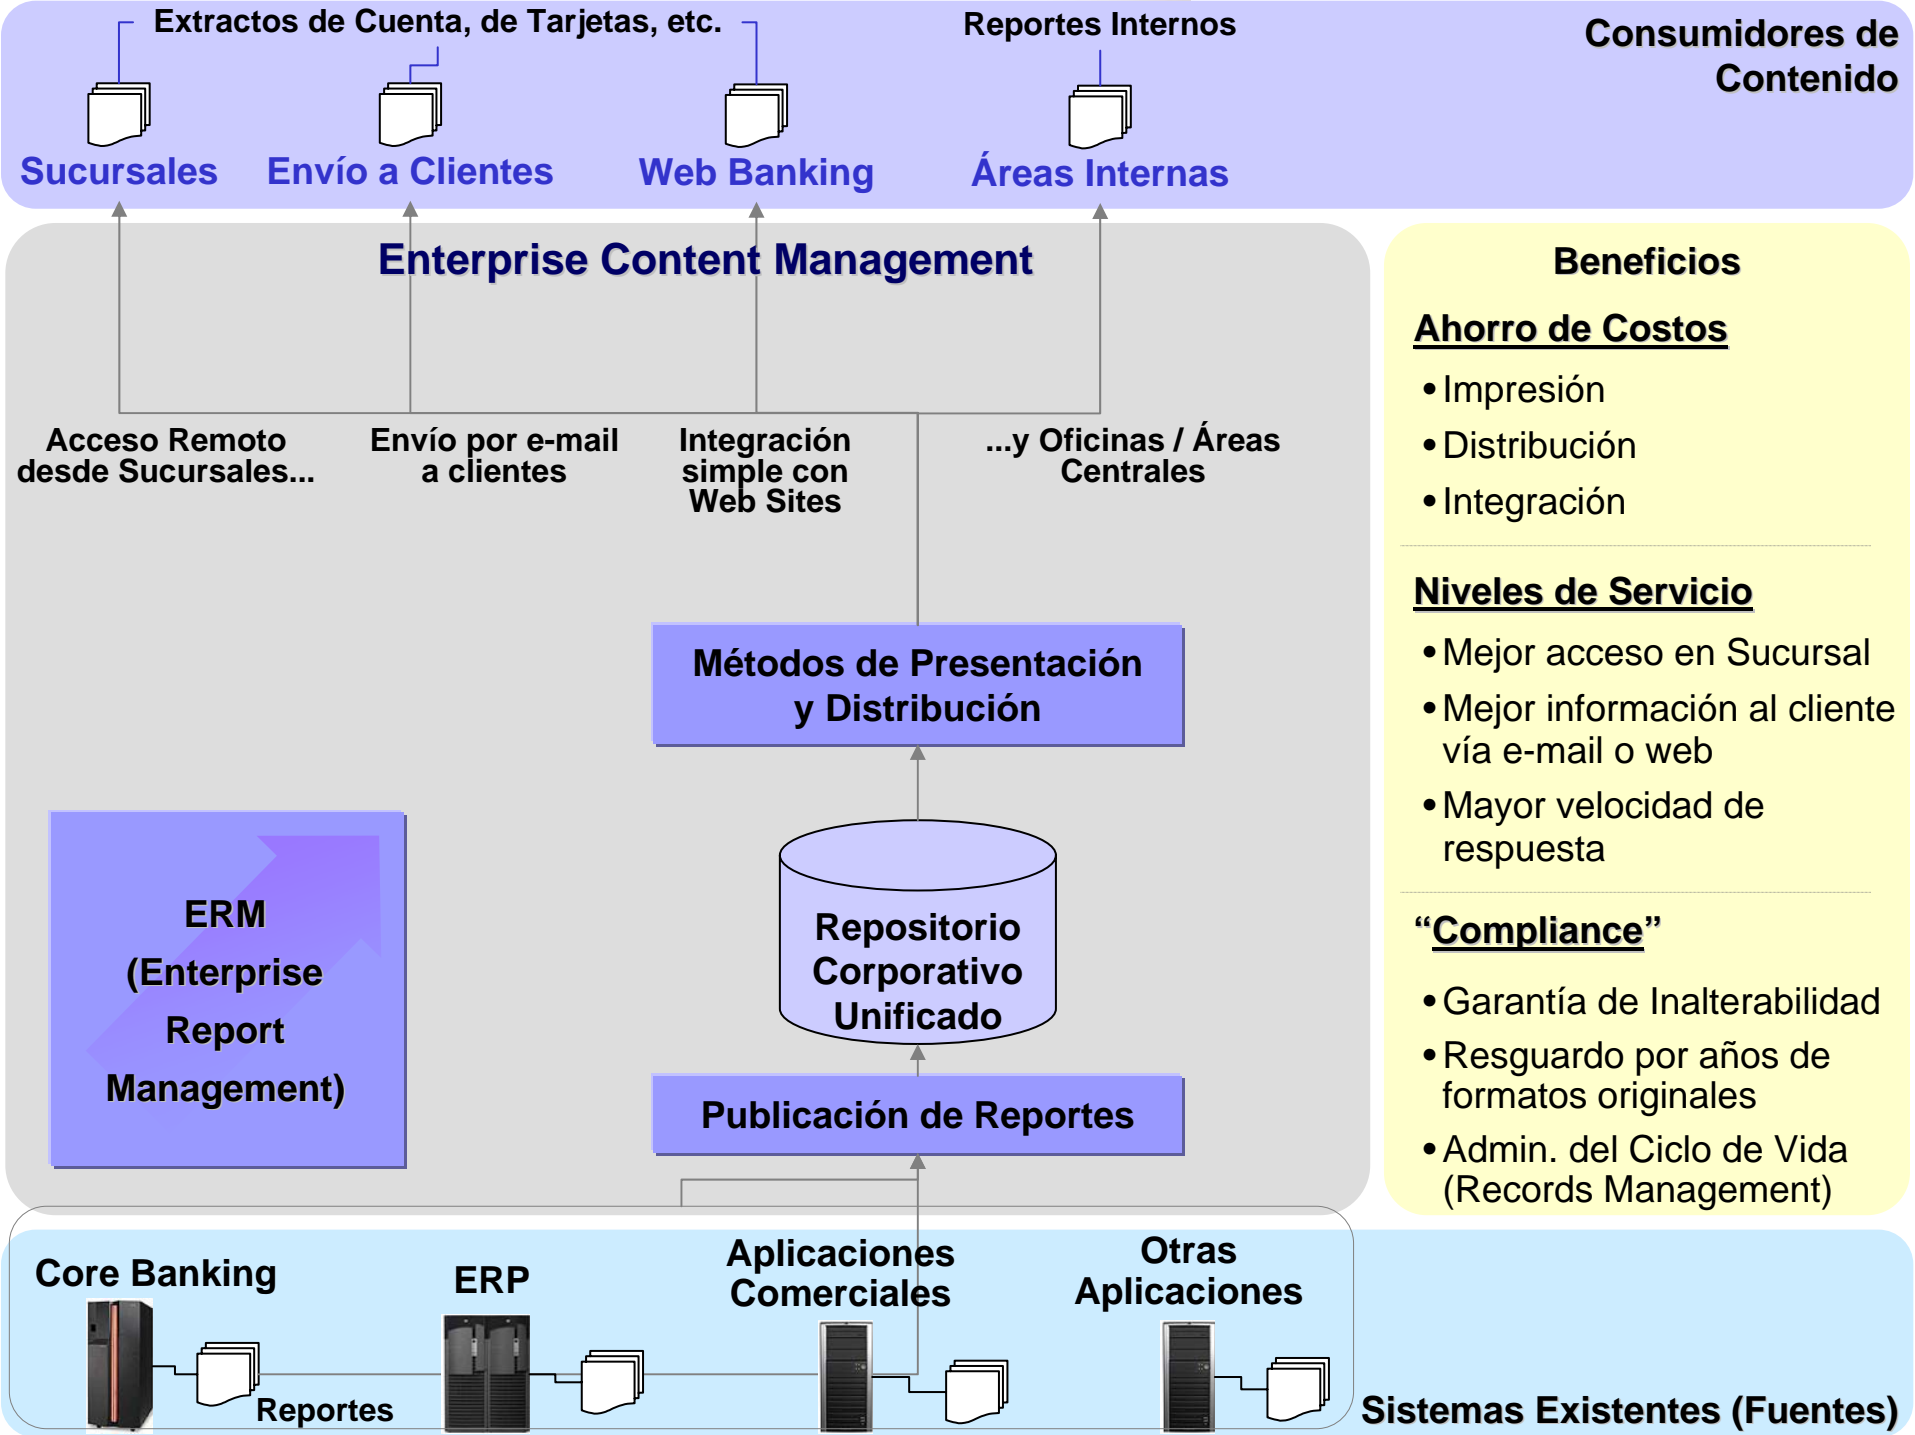 Extractos de Cuenta, de Tarjetas, etc.
Reportes Internos
Consumidores de
Contenido
Sucursales
Envío a Clientes
Web Banking
Áreas Internas
Enterprise Content Management
Acceso Remoto
desde Sucursales...
Envío por e-mail
a clientes
Integración
simple con
Web Sites
...y Oficinas / Áreas
Centrales
Métodos de Presentación
y Distribución
ERM
(Enterprise
Report
Management)
Repositorio
Corporativo
Unificado
Publicación de Reportes
Beneficios
Ahorro de Costos
•Impresión
•Distribución
•Integración
Niveles de Servicio
•Mejor acceso en Sucursal
•Mejor información al cliente
vía e-mail o web
•Mayor velocidad de
respuesta
“Compliance”
•Garantía de Inalterabilidad
•Resguardo por años de
formatos originales
•Admin. del Ciclo de Vida
(Records Management)
Core Banking
ERP
Aplicaciones
Comerciales
Otras
Aplicaciones
Reportes
Sistemas Existentes (Fuentes)